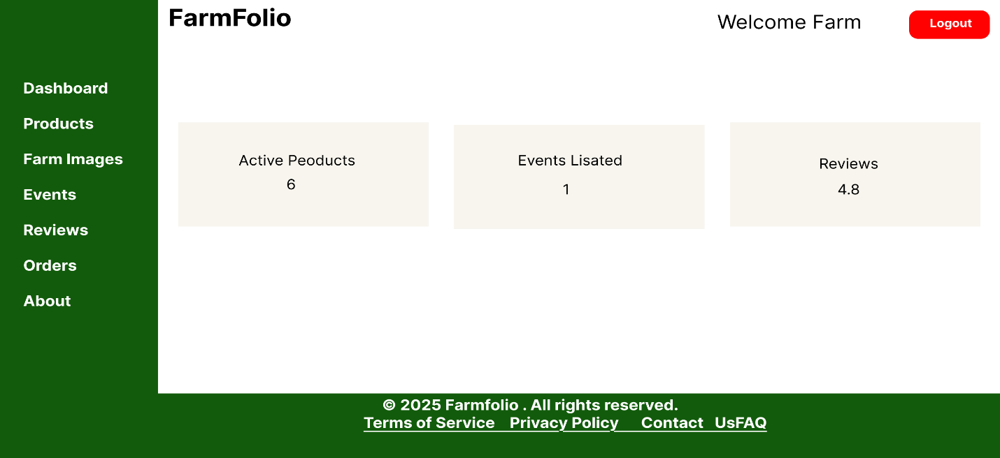 FarmFolio
Welcome Farm
Logout
Dashboard
Products
Farm Images
Events
Reviews
Orders
About
Active Peoducts
6
Events Lisated
1
Reviews
4.8
© 2025 Farmfolio . All rights reserved.
Terms of Service Privacy Policy Contact UsFAQ